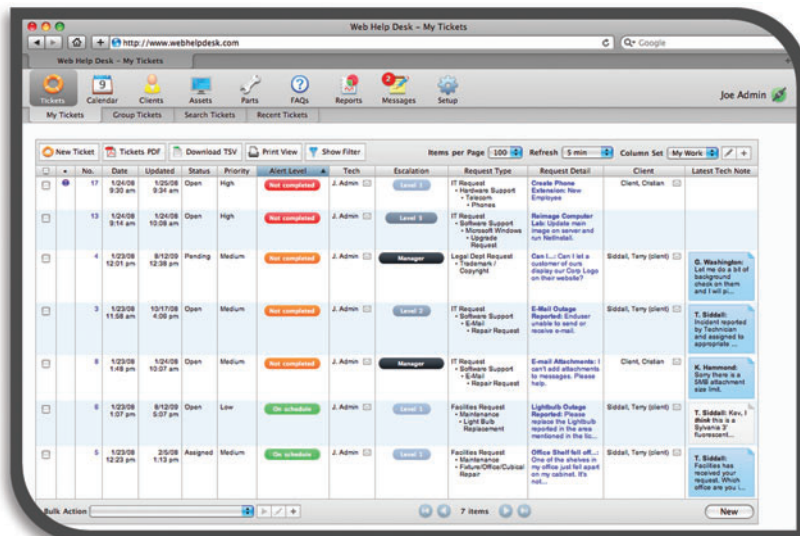 Web Help Desk – My Tickets
http://www.webhelpdesk.com
Google
Web Help Desk – My Tickets
Tickets
9
Calendar
Clients
Assets
Parts
FAQs
Reports
2
Messages
Setup
Joe Admin
My Tickets Group Tickets Search Tickets Recent Tickets
New Ticket Tickets PDF Download TSV Print View Show Filter Items per Page 100 Refresh 5 min Column Set My Work
No. Date Updated Status Priority Alert Level Tech Escalation Request Type Request Detail Client Latest Tech Note
17 1/24/08 1/25/08 Open High Not completed J. Admin IT Request Create Phone Client, Cristian
9:30 am 9:34 am • Hardware Support Extension: New
• Telecom Employee
• Phones
13 1/24/08 1/24/08 Open High Not completed J. Admin IT Request Reimage Computer
9:14 am 10:08 am • Software Support Lab: Update main
• Microsoft Windows image on server and
• Upgrade run NetInstall.
Request
4 1/23/08 8/12/09 Pending Medium Not completed J. Admin Manager Legal Dept Request Can I...: Can I let a Siddall, Terry (client)
12:01 pm 12:38 pm • Trademark / customer of ours
Copyright display our Corp Logo
on their website?
G. Washington:
Let me do a bit of
background
check on them
and I will pi...
3 1/23/08 10/17/08 Open Medium Not completed J. Admin Level 2 IT Request E-Mail Outage Siddall, Terry (client)
11:58 am 4:09 pm • Software Support Reported: Enduser
• E-Mail unable to send or
• Repair Request receive e-mail.
T. Siddall:
Incident reported
by Technician
and assigned to
appropriate ...
8 1/23/08 1/24/08 Open Medium Not completed J. Admin Manager IT Request E-mail Attachments: I Client, Cristian
1:49 pm 10:07 am • Software Support can't add attachments
• E-Mail to messages. Please
• Repair Request help.
K. Hammond:
Sorry there is a
5MB attachment
size limit.
6 1/23/08 8/12/09 Open Low On schedule J. Admin Level 1 Facilities Request Lightbulb Outage Siddall, Terry (client)
1:07 pm 5:07 pm • Maintenance Reported: Please
• Light Bulb replace the Lightbulb
Replacement reported in the area
mentioned in the tic...
T. Siddall: Kev, I
think this is a
Sylvania 3'
fluorescent...
5 1/23/08 2/5/08 Assigned Medium On schedule J. Admin Level 1 Facilities Request Office Shelf fell off...: Siddall, Terry (client)
12:23 pm 1:13 pm • Maintenance One of the shelves in
• Fixture/Office/Cubical my office just fell apart
Repair on my cabinet. It's
not...
T. Siddall:
Facilities has
received your
request. Which
office are you i...
Bulk Action 7 items New